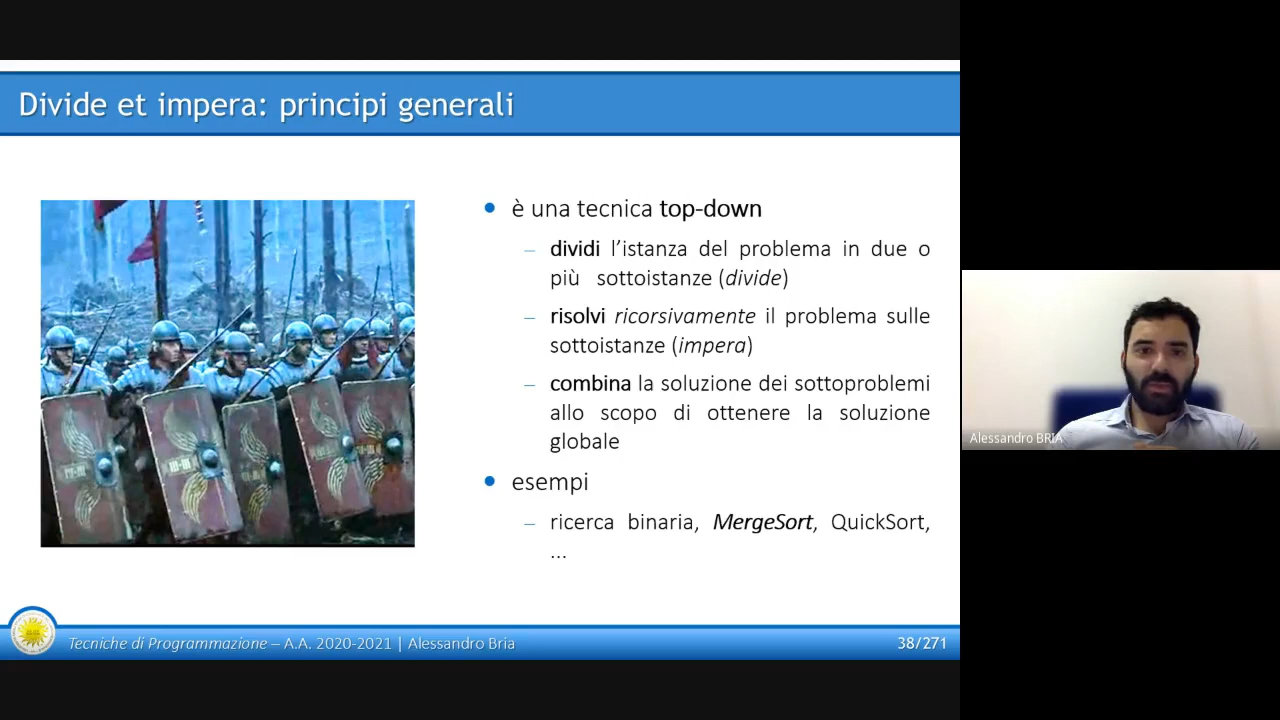 Divide et impera: principi generali
è una tecnica top-down
– dividi l’istanza del problema in due o
più sottoistanze (divide)
– risolvi ricorsivamente il problema sulle
sottoistanze (impera)
– combina la soluzione dei sottoproblemi
allo scopo di ottenere la soluzione
globale
esempi
– ricerca binaria, MergeSort, QuickSort,
...
Tecniche di Programmazione – A.A. 2020-2021 | Alessandro Bria
38/271
Alessandro BRIA